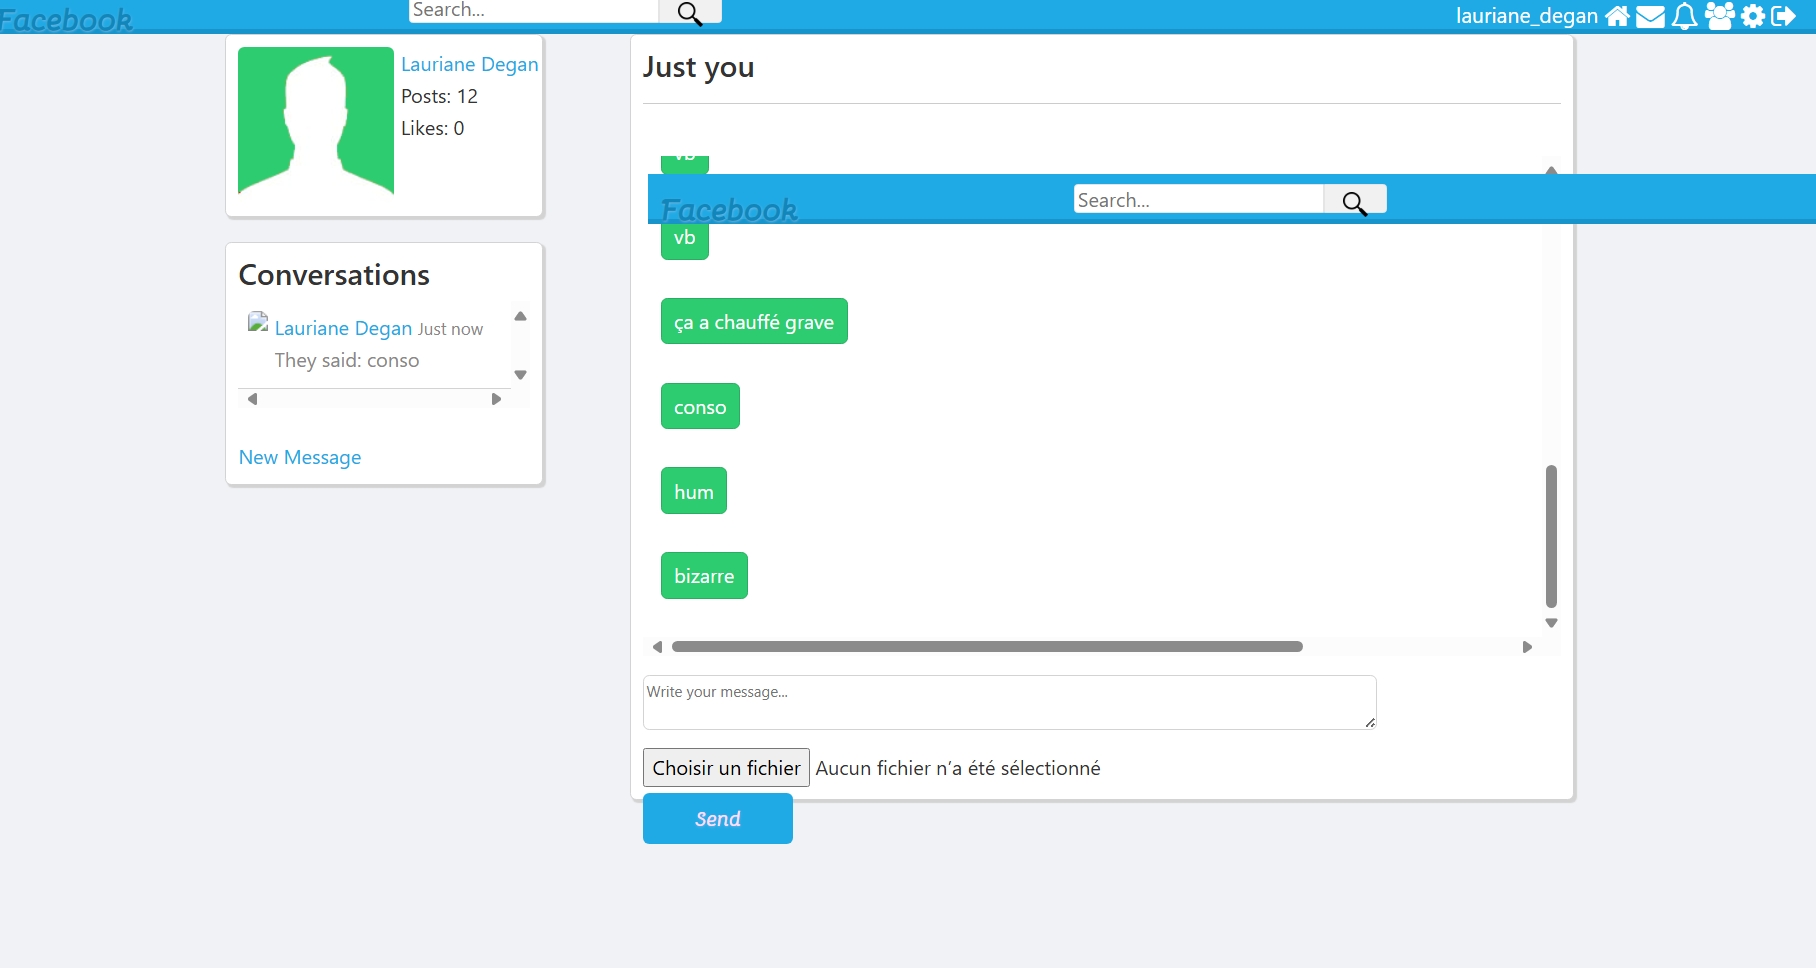 Facebook
Search...
lauriane_degan
Lauriane Degan
Posts: 12
Likes: 0
Conversations
Lauriane Degan Just now
They said: conso
New Message
Just you
vb
Facebook
Search...
vb
ça a chauffé grave
conso
hum
bizarre
Write your message...
Choisir un fichier Aucun fichier n’a été sélectionné
Send